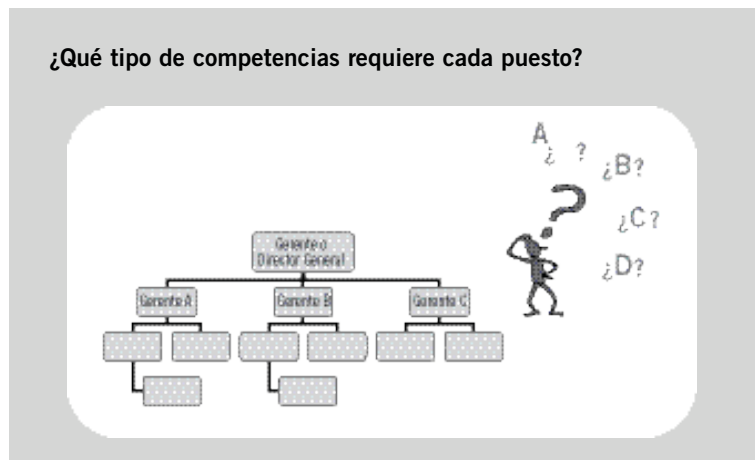 ¿Qué tipo de competencias requiere cada puesto?
A
¿ ?
¿B?
¿C?
¿D?
Gerente o
Director General
Gerente A
Gerente B
Gerente C